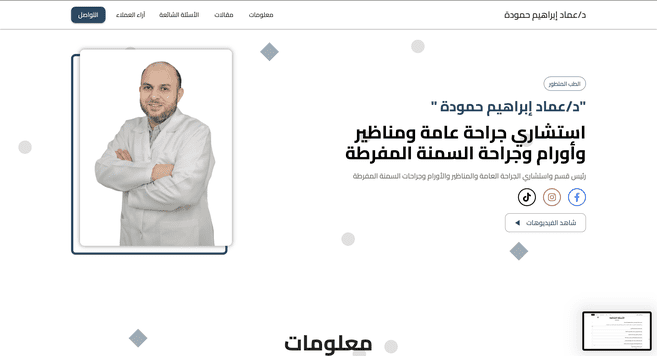 د/عماد إبراهيم حمودة
معلومات
مقالات
الأسئلة الشائعة
آراء العملاء
التواصل
الطب المتطور
"د/عماد إبراهيم حمودة "
استشاري جراحة عامة ومناظير
وأورام وجراحة السمنة المفرطة
رئيس قسم واستشاري الجراحة العامة والمناظير والأورام وجراحات السمنة المفرطة
شاهد الفيديوهات
معلومات